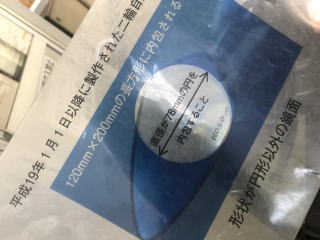 平成19年1月1日以降に製作された二輪自
120mm×200mmの長方形に内包される
直径が78mmの円を
内包すること
KOSO
形状が円形以外の鏡面